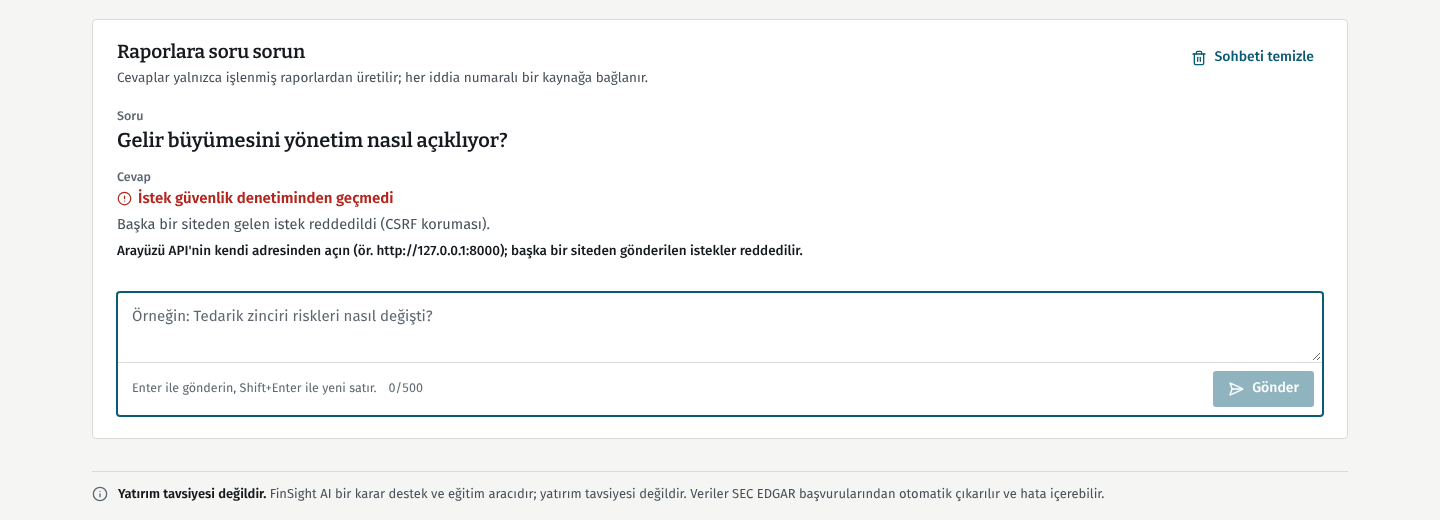 Raporlara soru sorun
Sohbeti temizle
Cevaplar yalnızca işlenmiş raporlardan üretilir; her iddia numaralı bir kaynağa bağlanır.
Soru
Gelir büyümesini yönetim nasıl açıklıyor?
Cevap
İstek güvenlik denetiminden geçmedi
Başka bir siteden gelen istek reddedildi (CSRF koruması).
Arayüzü API'nin kendi adresinden açın (ör. http://127.0.0.1:8000); başka bir siteden gönderilen istekler reddedilir.
Örneğin: Tedarik zinciri riskleri nasıl değişti?
Enter ile gönderin, Shift+Enter ile yeni satır. 0/500
Gönder
Yatırım tavsiyesi değildir. FinSight AI bir karar destek ve eğitim aracıdır; yatırım tavsiyesi değildir. Veriler SEC EDGAR başvurularından otomatik çıkarılır ve hata içerebilir.